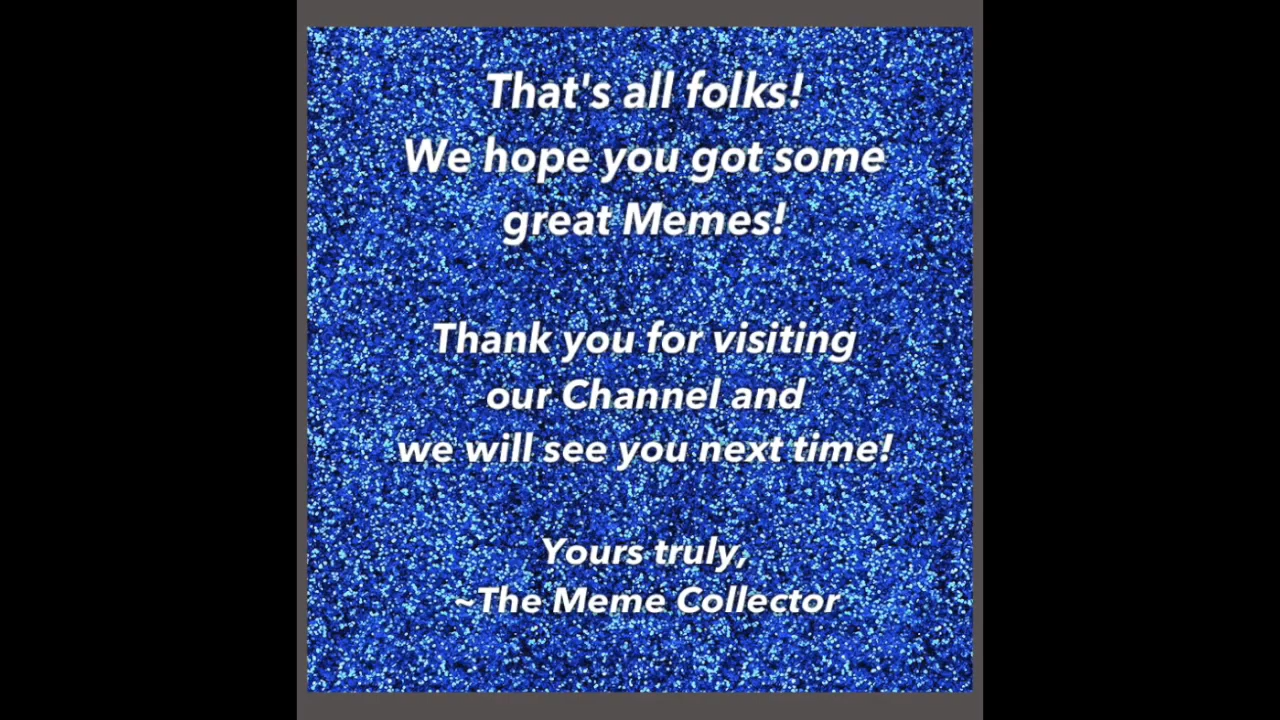 That's all folks!
We hope you got some
great Memes!
Thank you for visiting
our Channel and
we will see you next time!
Yours truly,
~The Meme Collector